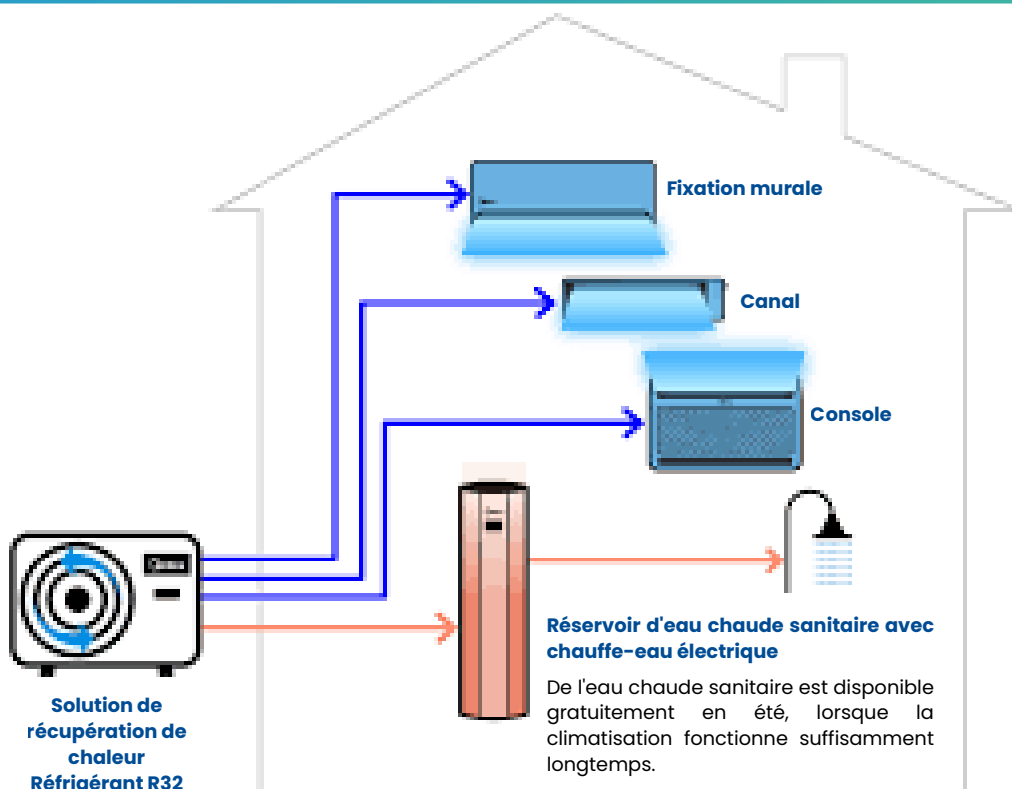 Fixation murale
Canal
Console
Réservoir d'eau chaude sanitaire avec
chauffe-eau électrique
De l'eau chaude sanitaire est disponible
gratuitement en été, lorsque la
climatisation fonctionne suffisamment
longtemps.
Solution de
récupération de
chaleur
Réfrigérant R32